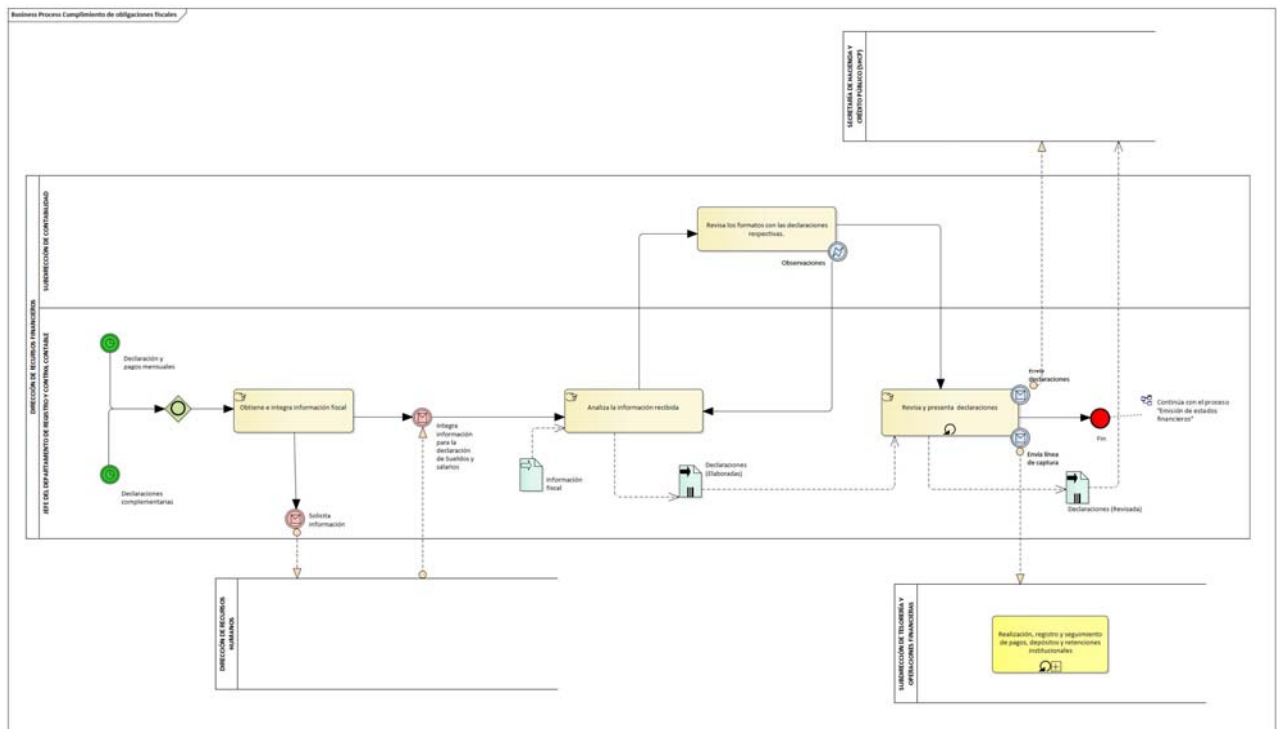 Business Process Cumplimiento de obligaciones fiscales
SECRETARÍA DE HACIENDA Y
CRÉDITO PÚBLICO (SHCP)
DIRECCIÓN DE RECURSOS FINANCIEROS
SUBDIRECCIÓN DE CONTABILIDAD
Revisa los formatos con las declaraciones
respectivas.
Observaciones
JEFE DEL DEPARTAMENTO DE REGISTRO Y CONTROL CONTABLE
Declaración y
pagos mensuales
Declaraciones
complementarias
Obtiene e integra información fiscal
Solicita
información
Integra
información
para la
declaración
de Sueldos y
salarios
Analiza la información recibida
Información
fiscal
Declaraciones
(Elaboradas)
Revisa y presenta declaraciones
declaraciones
Envía línea
de captura
Declaraciones (Revisada)
Fin
Continúa con el proceso
"Emisión de estados
financieros"
DIRECCIÓN DE RECURSOS
HUMANOS
SUBDIRECCIÓN DE TESORERÍA Y
OPERACIONES FINANCIERAS
Realización, registro y seguimiento
de pagos, depósitos y retenciones
institucionales